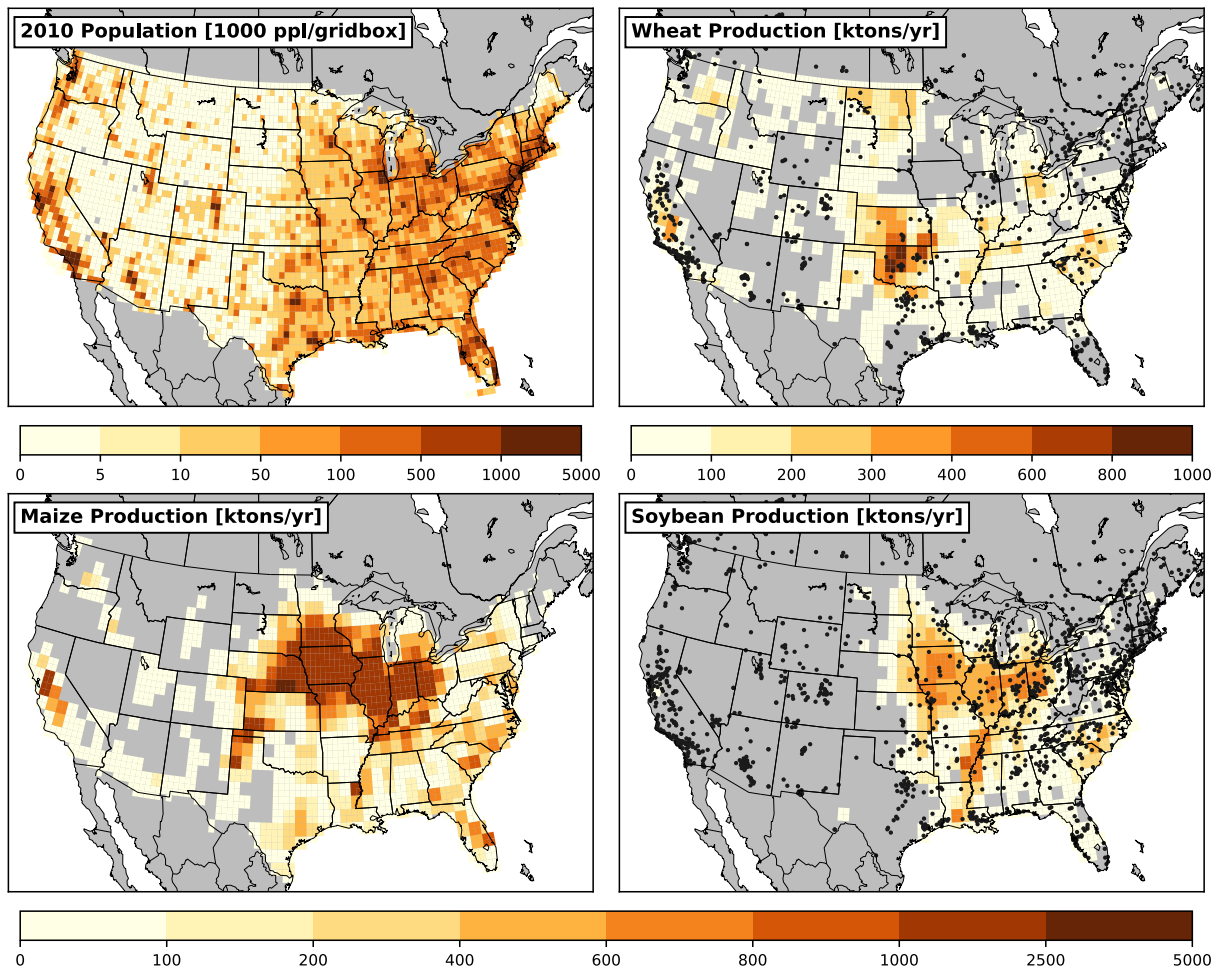 2010 Population [1000 ppl/gridbox]
Wheat Production [ktons/yr]
0 5 10 50 100 500 1000 5000
0 100 200 300 400 600 800 1000
Maize Production [ktons/yr]
Soybean Production [ktons/yr]
0 100 200 400 600 800 1000 2500 5000